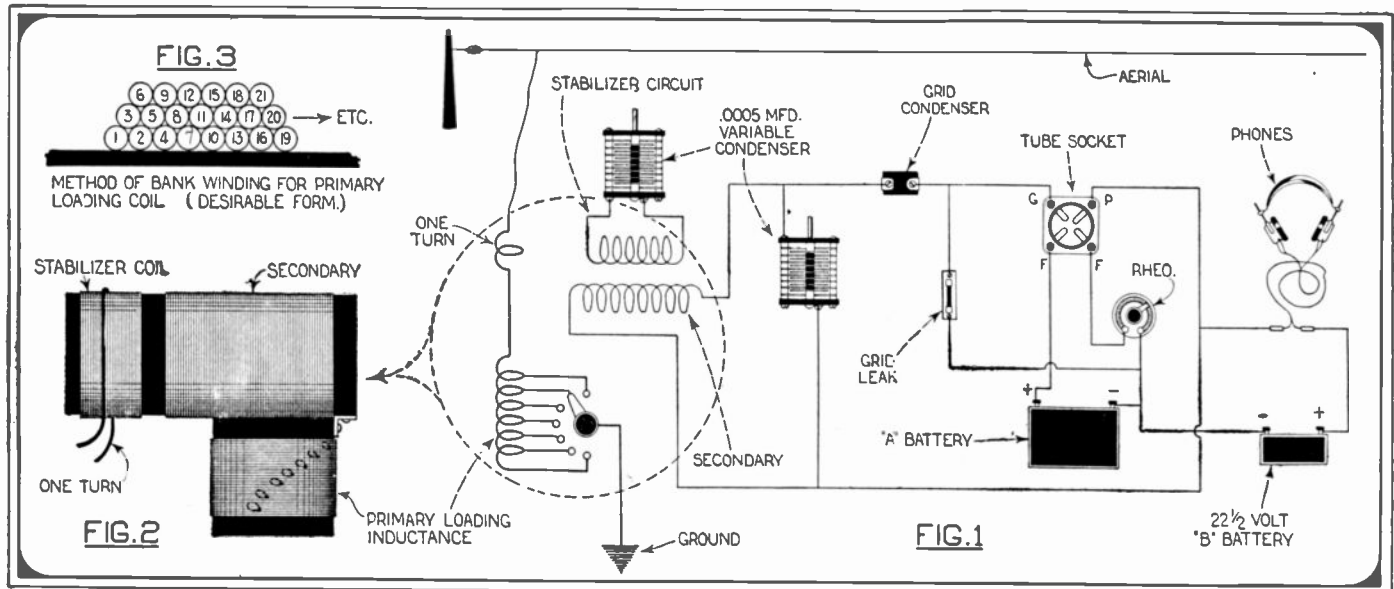 FIG.3
6 9 12 15 18 21
3 5 8 11 14 17 20 ETC.
1 2 4 7 10 13 16 19
METHOD OF BANK WINDING FOR PRIMARY
LOADING COIL (DESIRABLE FORM.)
STABILIZER COIL
SECONDARY
ONE TURN
FIG.2
PRIMARY LOADING
INDUCTANCE
STABILIZER CIRCUIT
.0005 MFD.
VARIABLE
CONDENSER
ONE
TURN
SECONDARY
GROUND
AERIAL
GRID
CONDENSER
TUBE SOCKET
G P
F F
PHONES
RHEO.
GRID
LEAK
+ -
"A" BATTERY
- +
22 1/2 VOLT
"B" BATTERY
FIG.1